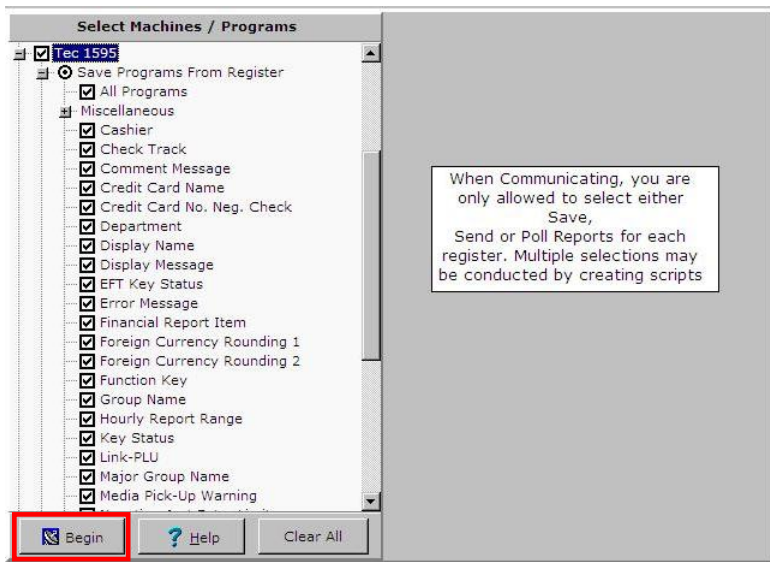 Select Machines / Programs
Tec 1595
Save Programs From Register
All Programs
Miscellaneous
Cashier
Check Track
Comment Message
Credit Card Name
Credit Card No. Neg. Check
Department
Display Name
Display Message
EFT Key Status
Error Message
Financial Report Item
Foreign Currency Rounding 1
Foreign Currency Rounding 2
Function Key
Group Name
Hourly Report Range
Key Status
Link-PLU
Major Group Name
Media Pick-Up Warning
Begin
Help
Clear All
When Communicating, you are
only allowed to select either
Save,
Send or Poll Reports for each
register. Multiple selections may
be conducted by creating scripts